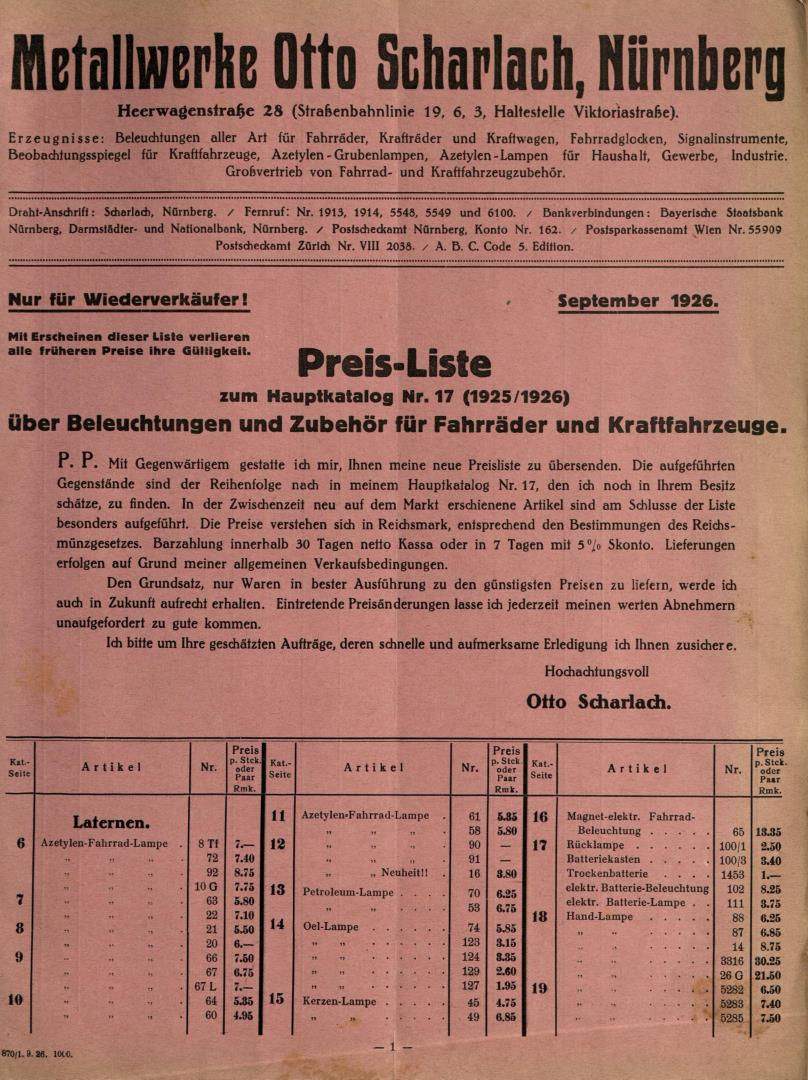 Metallwerke Otto Scharlach, Nürnberg
Heerwagenstraße 28 (Straßenbahnlinie 19, 6, 3, Haltestelle Viktoriastraße).
Erzeugnisse: Beleuchtungen aller Art für Fahrräder, Krafträder und Kraftwagen, Fahrradglocken, Signalinstrumente,
Beobachtungsspiegel für Kraftfahrzeuge, Azetylen-Grubenlampen, Azetylen-Lampen für Haushalt, Gewerbe, Industrie.
Großvertrieb von Fahrrad- und Kraftfahrzeugzubehör.
Draht-Anschrift: Scharlach, Nürnberg. / Fernruf: Nr. 1913, 1914, 5548, 5549 und 6100. / Bankverbindungen: Bayerische Staatsbank
Nürnberg, Darmstädter- und Nationalbank, Nürnberg. / Postscheckamt Nürnberg, Konto Nr. 162. / Postsparkassenamt Wien Nr. 55909
Postscheckamt Zürich Nr. VIII 2038. / A. B. C. Code 5. Edition.
Nur für Wiederverkäufer!
September 1926.
Mit Erscheinen dieser Liste verlieren
alle früheren Preise ihre Gültigkeit.
Preis-Liste
zum Hauptkatalog Nr. 17 (1925/1926)
über Beleuchtungen und Zubehör für Fahrräder und Kraftfahrzeuge.
P. P. Mit Gegenwärtigem gestatte ich mir, Ihnen meine neue Preisliste zu übersenden. Die aufgeführten
Gegenstände sind der Reihenfolge nach in meinem Hauptkatalog Nr. 17, den ich noch in Ihrem Besitz
schätze, zu finden. In der Zwischenzeit neu auf dem Markt erschienene Artikel sind am Schlusse der Liste
besonders aufgeführt. Die Preise verstehen sich in Reichsmark, entsprechend den Bestimmungen des Reichs-
münzgesetzes. Barzahlung innerhalb 30 Tagen netto Kassa oder in 7 Tagen mit 5% Skonto. Lieferungen
erfolgen auf Grund meiner allgemeinen Verkaufsbedingungen.
Den Grundsatz, nur Waren in bester Ausführung zu den günstigsten Preisen zu liefern, werde ich
auch in Zukunft aufrecht erhalten. Eintretende Preisänderungen lasse ich jederzeit meinen werten Abnehmern
unaufgefordert zu gute kommen.
Ich bitte um Ihre geschätzten Aufträge, deren schnelle und aufmerksame Erledigung ich Ihnen zusichere.
Hochachtungsvoll
Otto Scharlach.
Kat.-Seite Artikel Nr. Preis p. Stck. oder Paar Rmk.
Laternen.
6 Azetylen-Fahrrad-Lampe . 8 Tf 7.—
„ „ „ . 72 7.40
„ „ „ . 92 8.75
„ „ „ . 10 G 7.75
7 „ „ „ . 63 5.80
„ „ „ . 22 7.10
8 „ „ „ . 21 5.50
„ „ „ . 20 6.—
9 „ „ „ . 66 7.50
„ „ „ . 67 6.75
„ „ „ . 67 L 7.—
10 „ „ „ . 64 5.35
„ „ „ . 60 4.95
Kat.-Seite Artikel Nr. Preis p. Stck. oder Paar Rmk.
11 Azetylen-Fahrrad-Lampe . 61 5.35
„ „ „ . 58 5.80
12 „ „ „ . 90 —
„ „ „ . 91 —
„ „ Neuheit!! . 16 3.80
13 Petroleum-Lampe . . . . 70 6.25
„ „ . . . . 53 6.75
14 Oel-Lampe . . . . . . 74 5.85
„ „ . . . . . . 123 3.15
„ „ . . . . . . 124 3.35
„ „ . . . . . . 129 2.60
„ „ . . . . . . 127 1.95
15 Kerzen-Lampe . . . . . 45 4.75
„ „ . . . . . 49 6.85
Kat.-Seite Artikel Nr. Preis p. Stck. oder Paar Rmk.
16 Magnet-elektr. Fahrrad-
Beleuchtung . . . . . 65 13.35
17 Rücklampe . . . . . . 100/1 2.50
Batteriekasten . . . . . 100/3 3.40
Trockenbatterie . . . . 1453 1.—
elektr. Batterie-Beleuchtung 102 8.25
elektr. Batterie-Lampe . . 111 3.75
18 Hand-Lampe . . . . . 88 6.25
„ „ . . . . . 87 6.85
„ „ . . . . . 14 8.75
„ „ . . . . . 3316 30.25
„ „ . . . . . 26 G 21.50
19 „ „ . . . . . 5282 6.50
„ „ . . . . . 5283 7.40
„ „ . . . . . 5285 7.50
— 1 —
870/1. 9. 26. 1000.